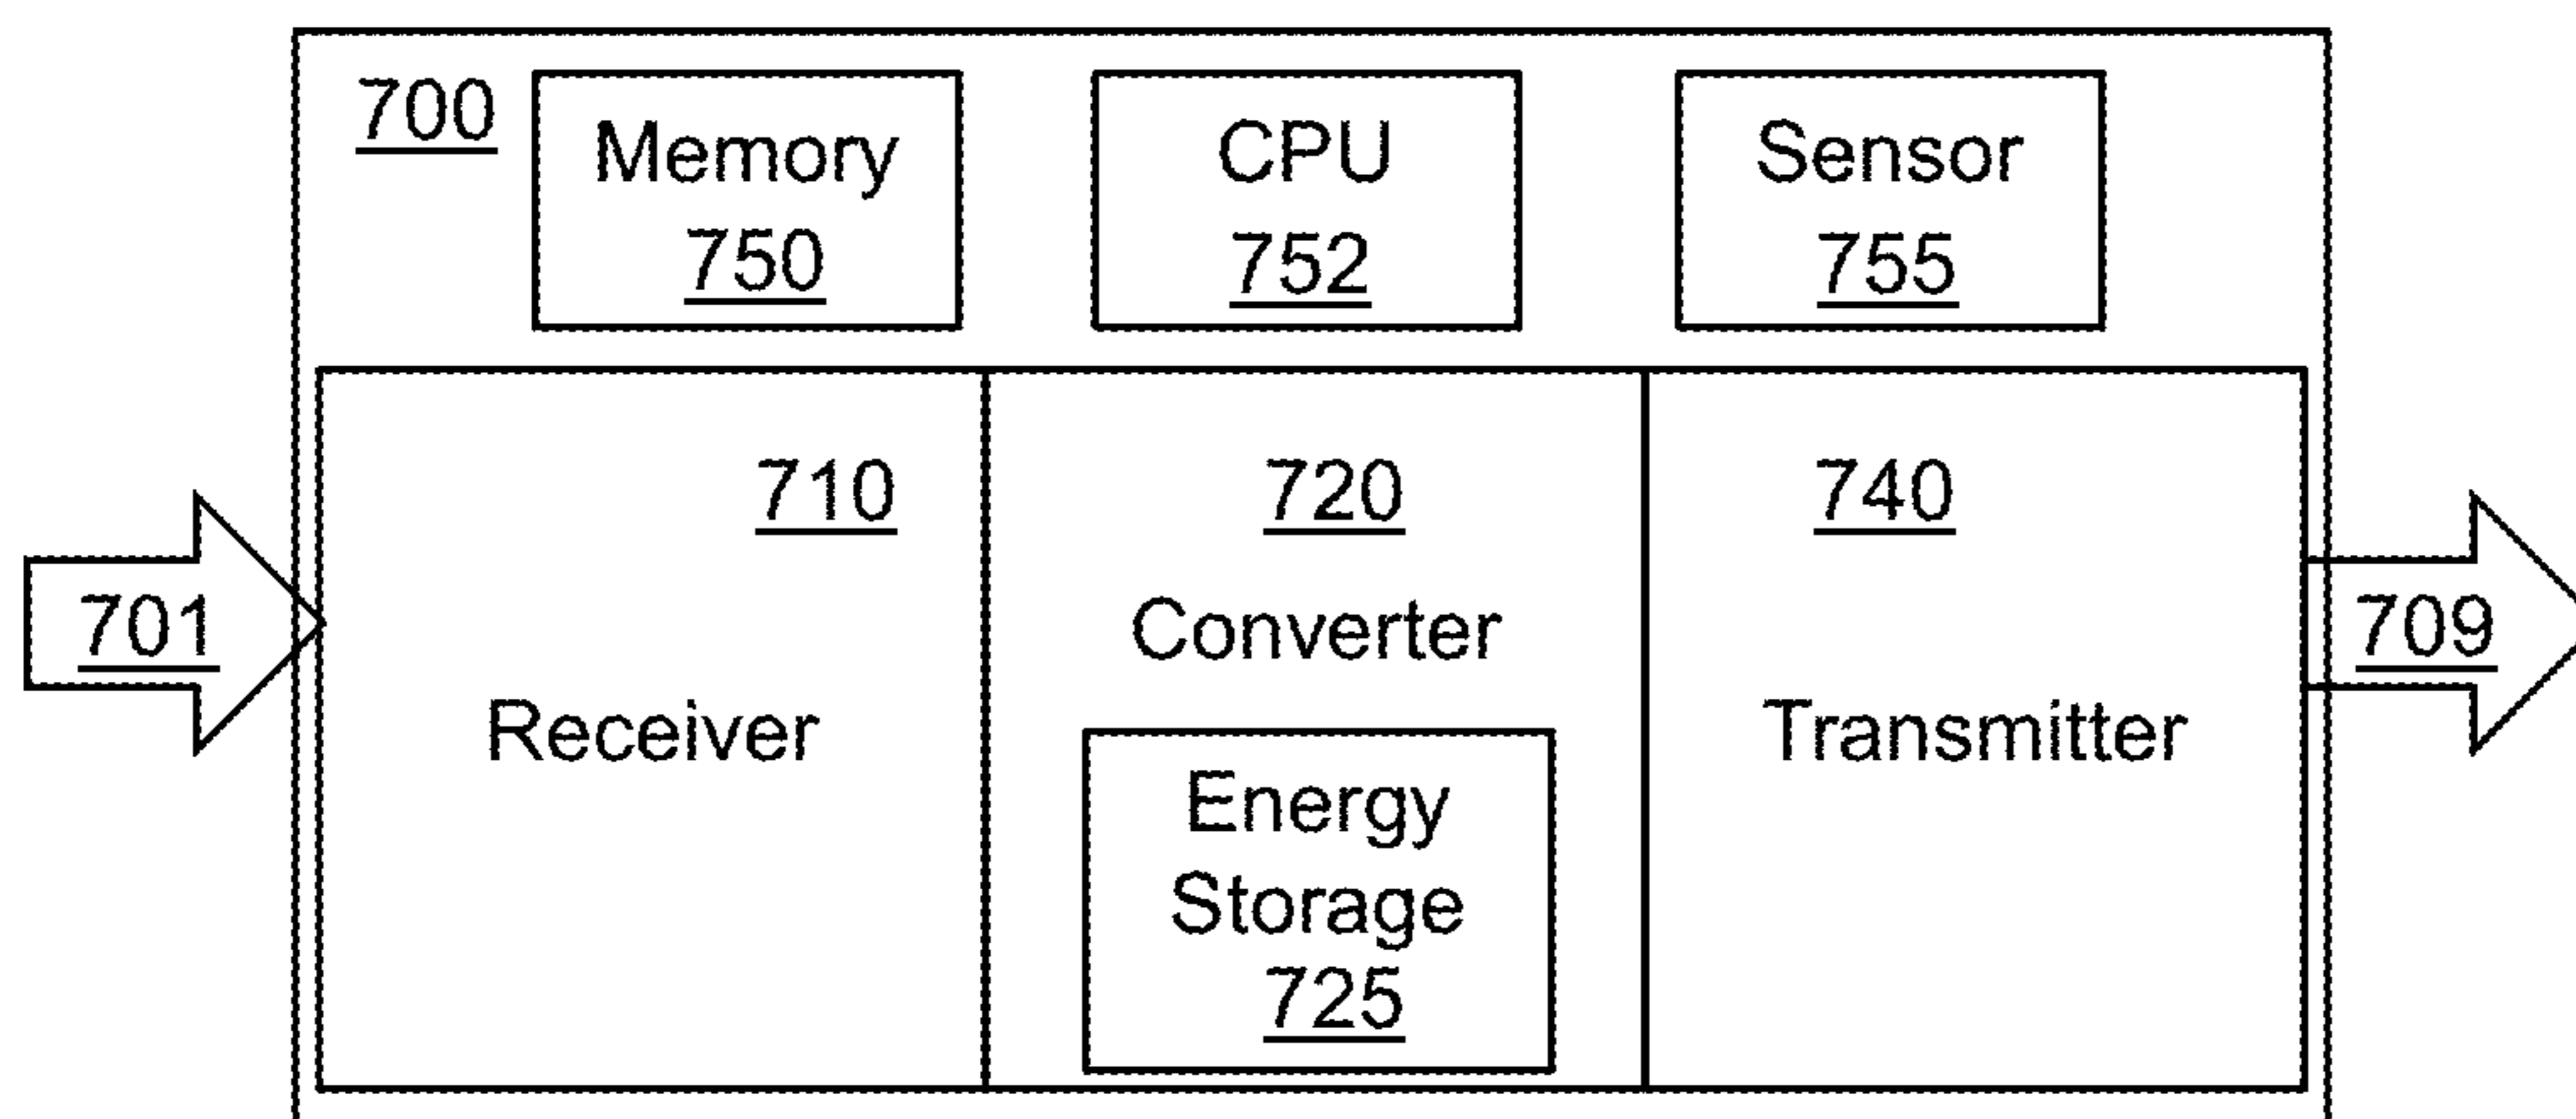 700
Memory
750
CPU
752
Sensor
755
701
710
Receiver
720
Converter
Energy
Storage
725
740
Transmitter
709